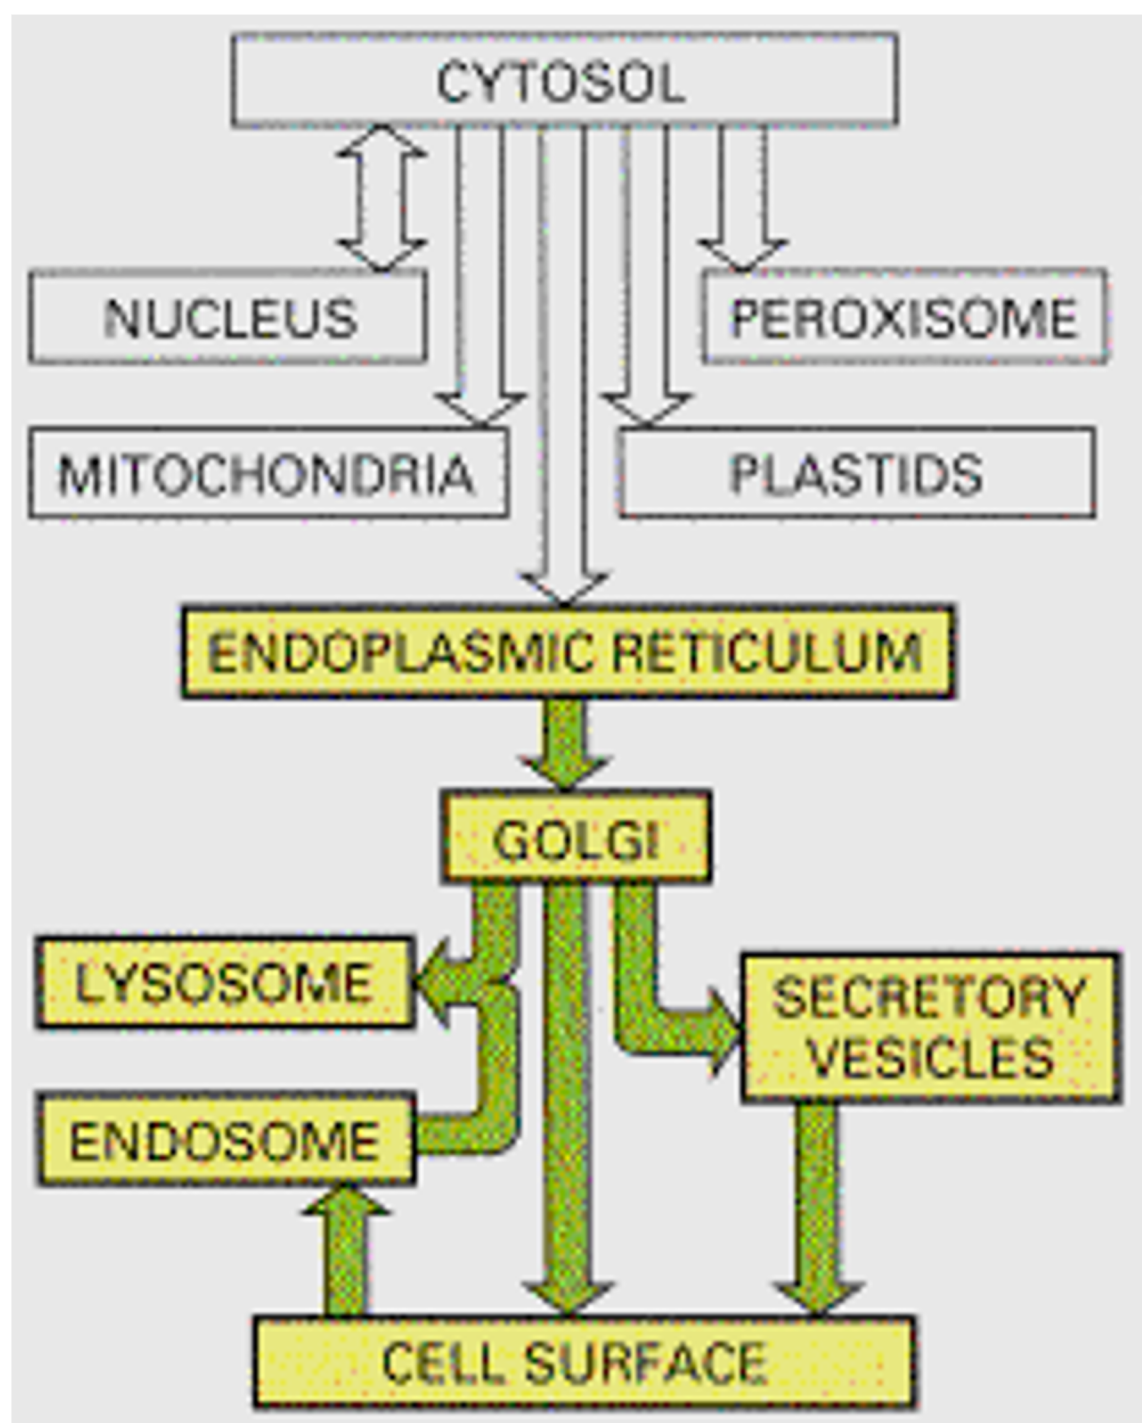 CYTOSOL
NUCLEUS
PEROXISOME
MITOCHONDRIA
PLASTIDS
ENDOPLASMIC RETICULUM
GOLGI
LYSOSOME
SECRETORY
VESICLES
ENDOSOME
CELL SURFACE